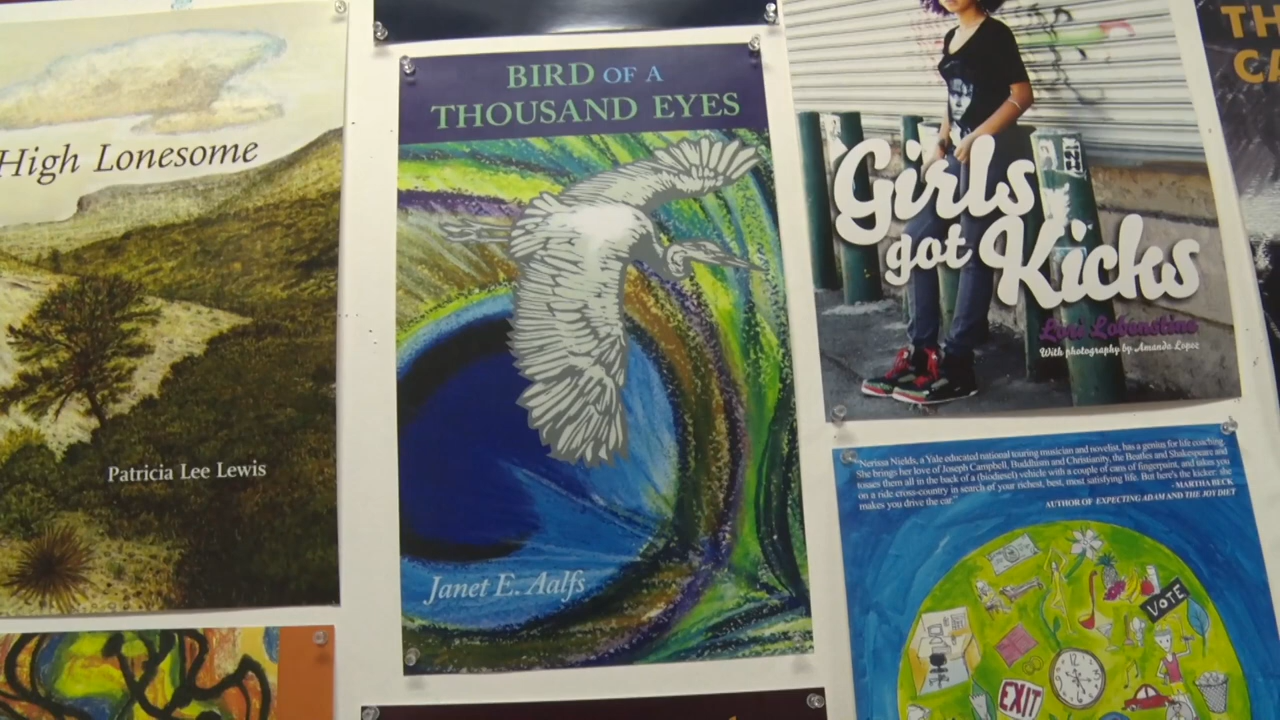 High Lonesome
Patricia Lee Lewis
BIRD OF A
THOUSAND EYES
Janet E. Aalfs
Girls
got Kicks
Lori Lobenstine
With photography by Amanda Lopez
"Nerissa Nields, a Yale educated national touring musician and novelist, has a genius for life coaching.
She brings her love of Joseph Campbell, Buddhism and Christianity, the Beatles and Shakespeare and
tosses them all in the back of a (biodiesel) vehicle with a couple of cans of fingerpaint, and takes you
on a ride cross-country in search of your richest, best, most satisfying life. But here's the kicker: she
makes you drive the car."
- MARTHA BECK
AUTHOR OF EXPECTING ADAM AND THE JOY DIET
VOTE
EXIT
TH
CA